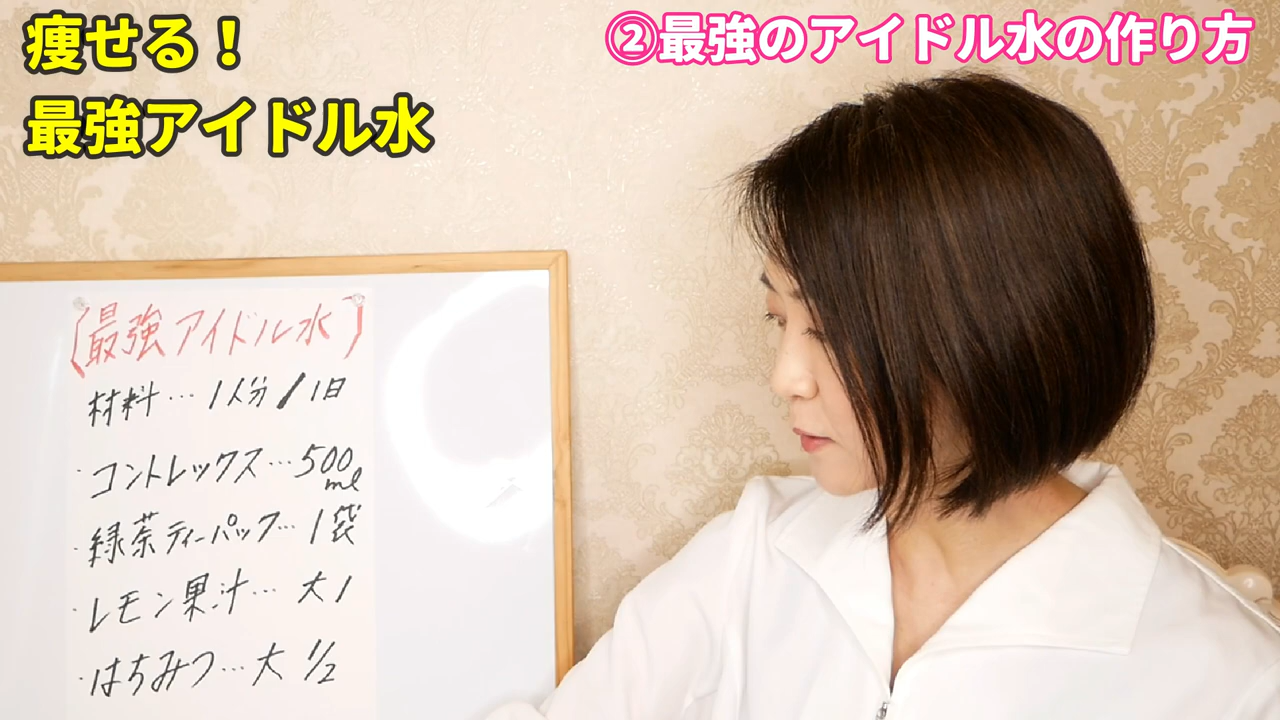 痩せる！
最強アイドル水
②最強のアイドル水の作り方
[最強アイドル水]
材料…1人分/1日
・コントレックス…500ml
・緑茶ティーパック…1袋
・レモン果汁…大1
・はちみつ…大1/2